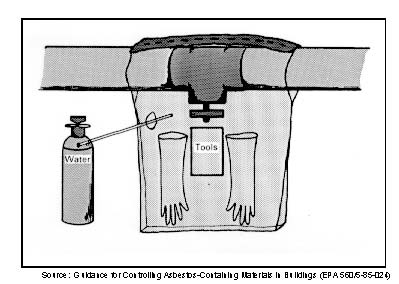 Tools
Water
Source: Guidance for Controlling Asbestos-Containing Materials in Buildings (EPA 560/5-85-024)